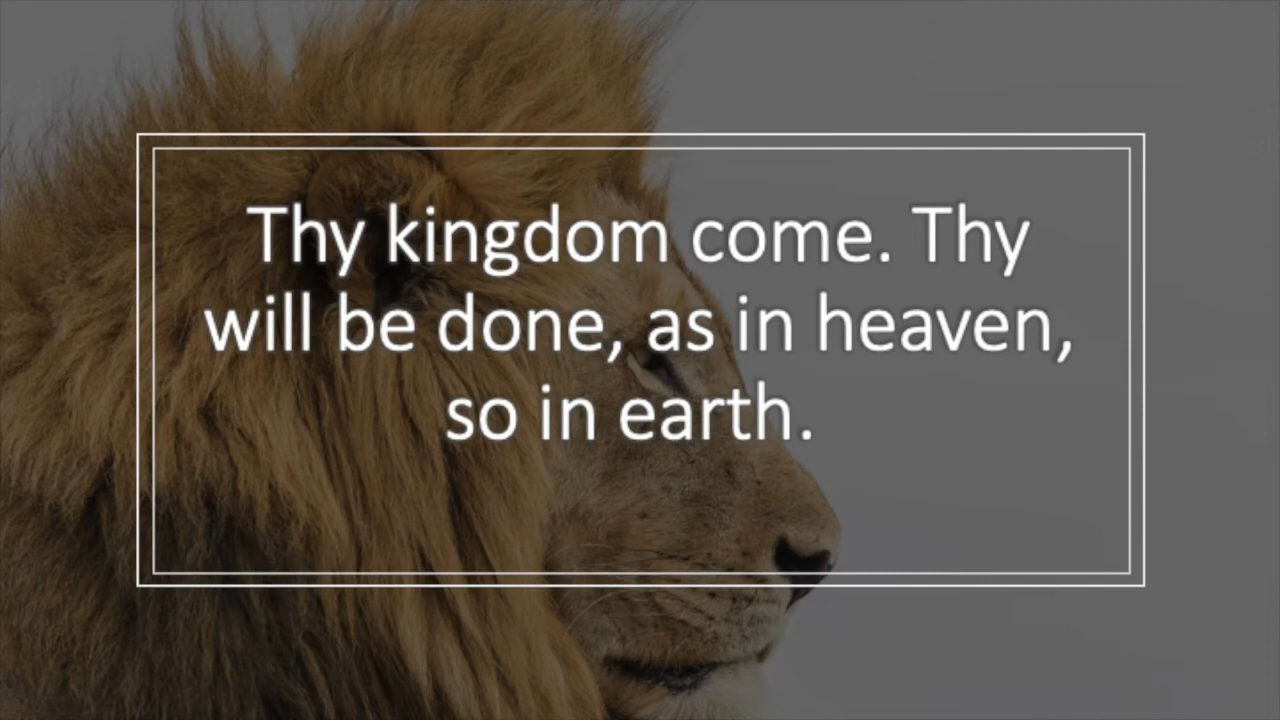 Thy kingdom come. Thy
will be done, as in heaven,
so in earth.